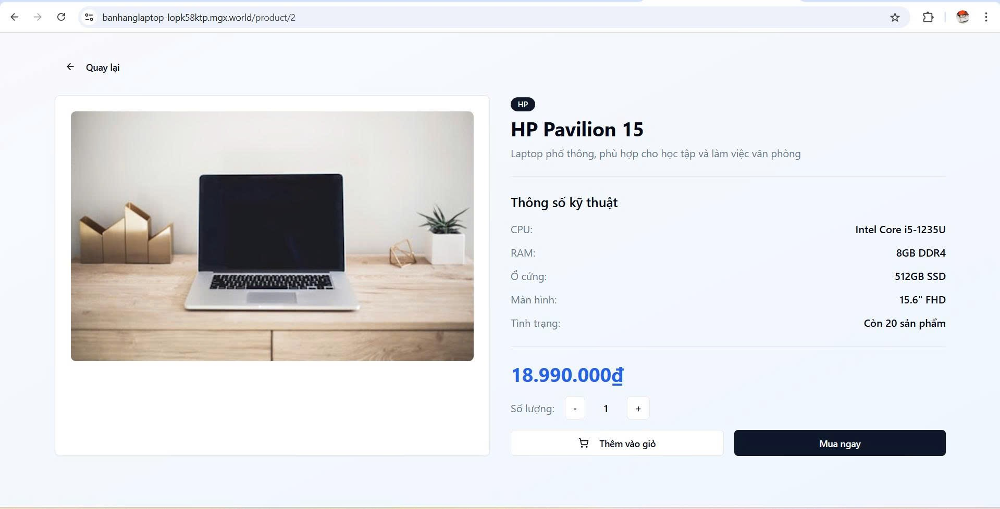 banhanglaptop-lopk58ktp.mgx.world/product/2
Quay lại
HP
HP Pavilion 15
Laptop phổ thông, phù hợp cho học tập và làm việc văn phòng
Thông số kỹ thuật
CPU: Intel Core i5-1235U
RAM: 8GB DDR4
Ổ cứng: 512GB SSD
Màn hình: 15.6" FHD
Tình trạng: Còn 20 sản phẩm
18.990.000₫
Số lượng: - 1 +
Thêm vào giỏ
Mua ngay